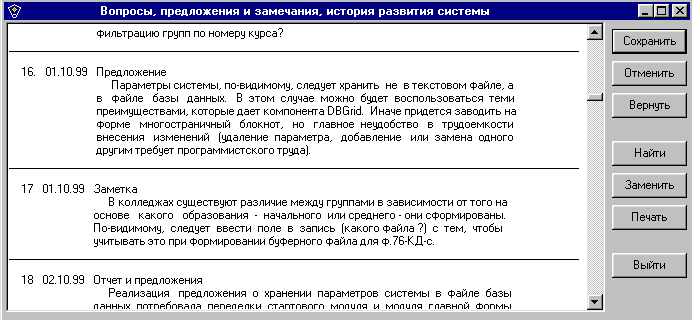 Вопросы, предложения и замечания, история развития системы
фильтрацию групп по номеру курса?
16. 01.10.99 Предложение
Параметры системы, по-видимому, следует хранить не в текстовом файле, а
в файле базы данных. В этом случае можно будет воспользоваться теми
преимуществами, которые дает компонента DBGrid. Иначе придется заводить на
форме многостраничный блокнот, но главное неудобство в трудоемкости
внесения изменений (удаление параметра, добавление или замена одного
другим требует программистского труда).
17 01.10.99 Заметка
В колледжах существуют различие между группами в зависимости от того на
основе какого образования - начального или среднего - они сформированы.
По-видимому, следует ввести поле в запись (какого файла ?) с тем, чтобы
учитывать это при формировании буферного файла для ф.76-КД-с.
18 02.10.99 Отчет и предложения
Реализация предложения о хранении параметров системы в файле базы
данных потребовала переделки стартового модуля и модуля главной формы
Сохранить
Отменить
Вернуть
Найти
Заменить
Печать
Выйти